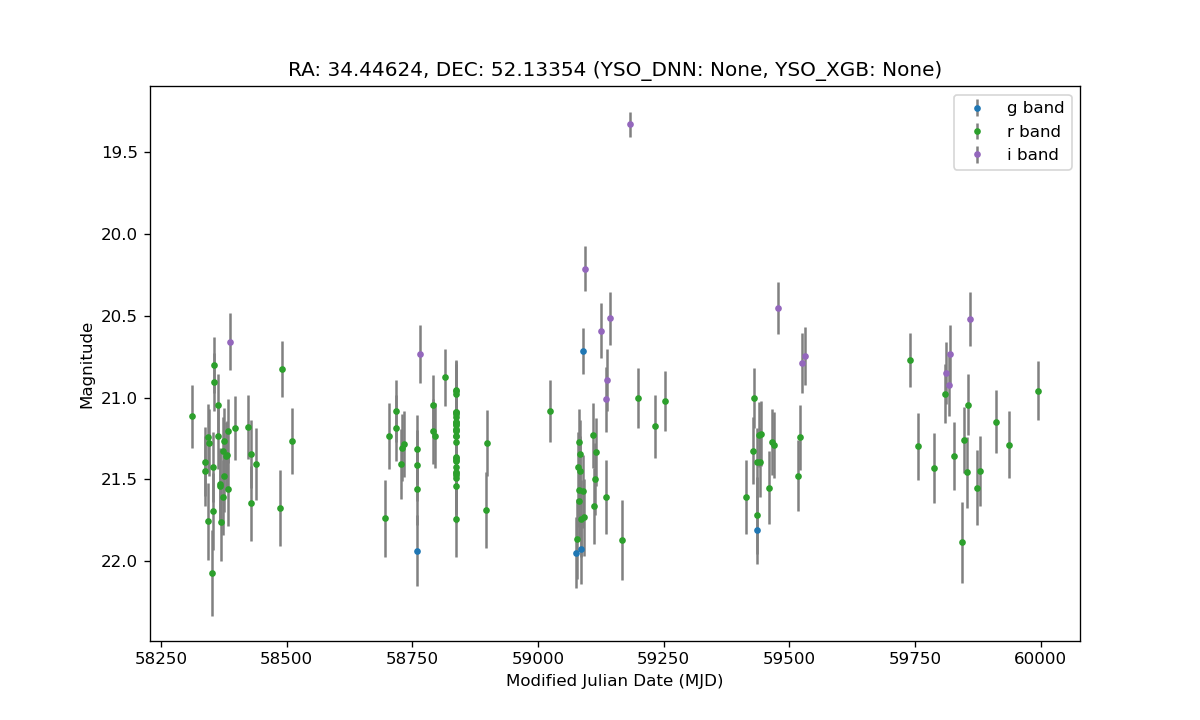 RA: 34.44624, DEC: 52.13354 (YSO_DNN: None, YSO_XGB: None)
g band
r band
i band
19.5
20.0
20.5
21.0
21.5
22.0
Magnitude
58250 58500 58750 59000 59250 59500 59750 60000
Modified Julian Date (MJD)